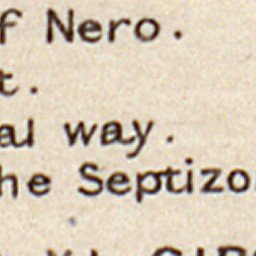 f Nero.
t.
al way.
he Septizo